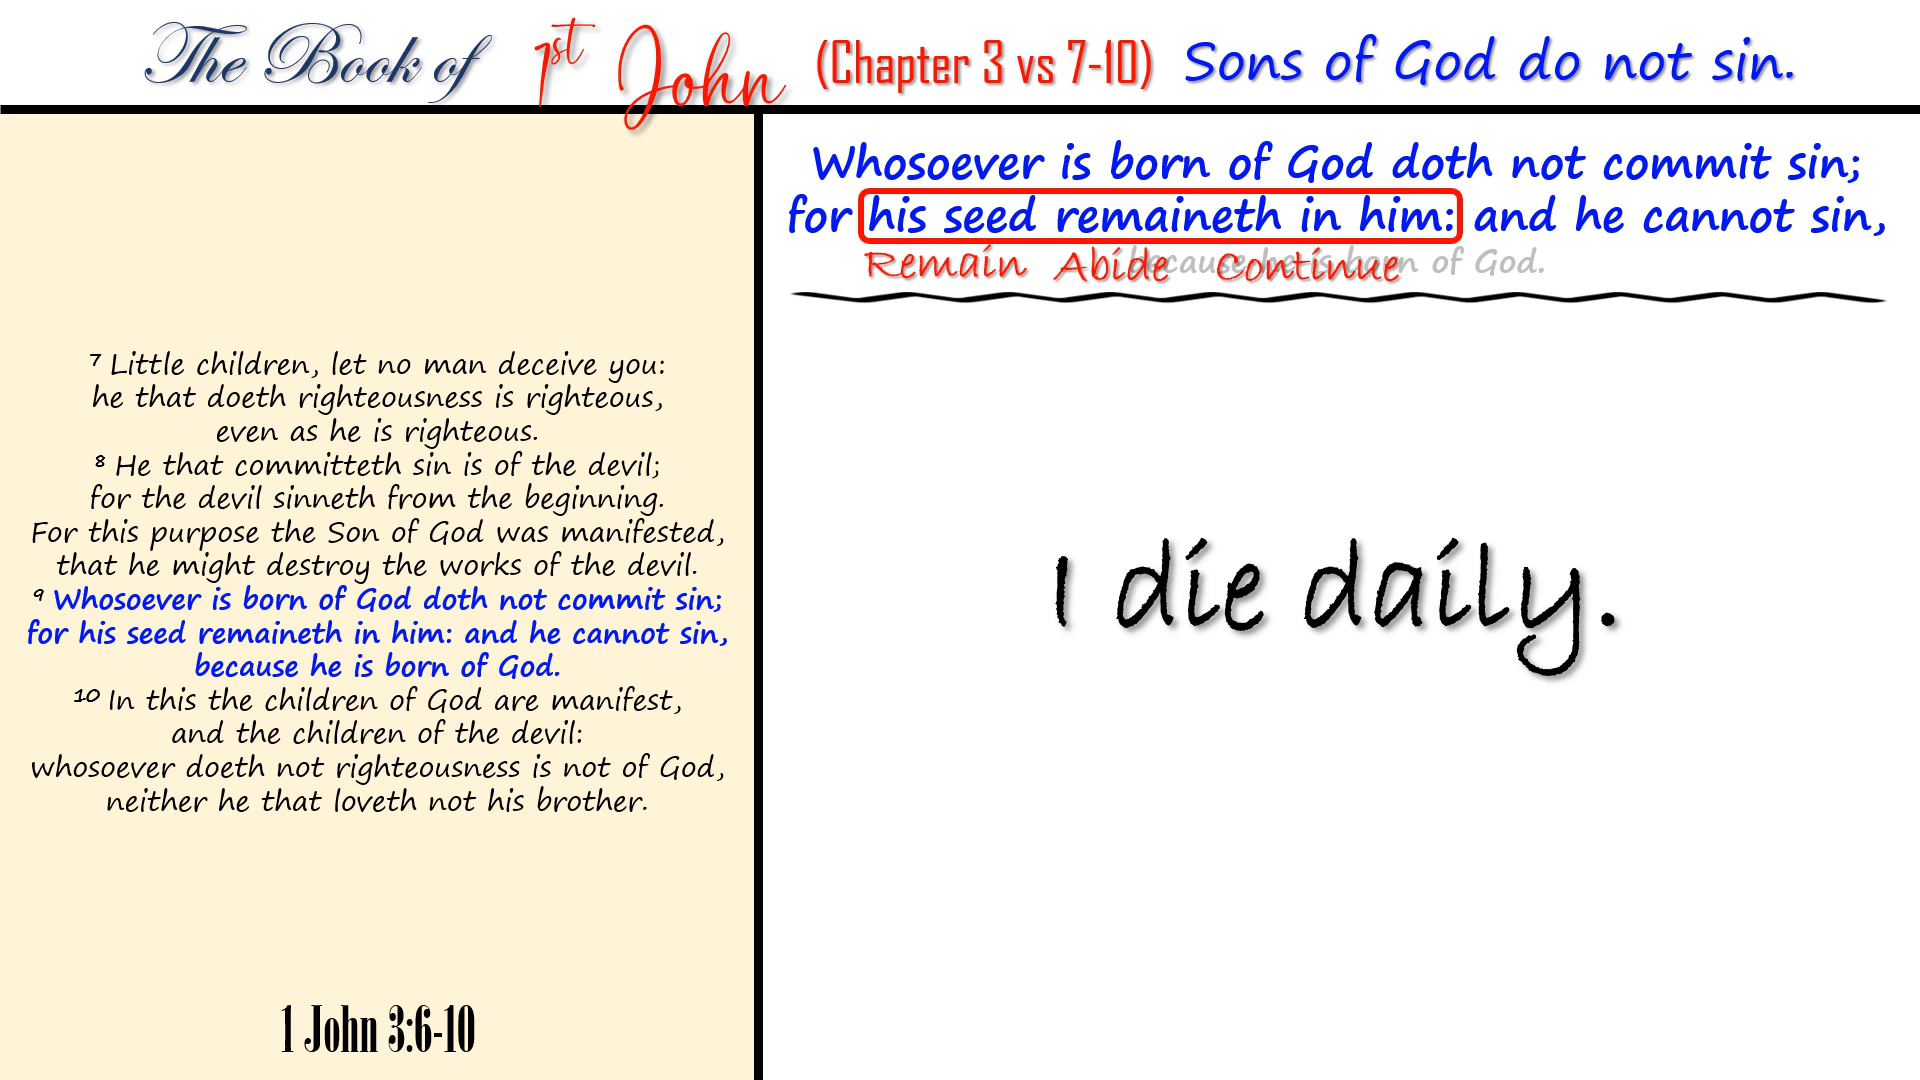 The Book of 1st John (Chapter 3 vs 7-10) Sons of God do not sin.
7 Little children, let no man deceive you:
he that doeth righteousness is righteous,
even as he is righteous.
8 He that committeth sin is of the devil;
for the devil sinneth from the beginning.
For this purpose the Son of God was manifested,
that he might destroy the works of the devil.
9 Whosoever is born of God doth not commit sin;
for his seed remaineth in him: and he cannot sin,
because he is born of God.
10 In this the children of God are manifest,
and the children of the devil:
whosoever doeth not righteousness is not of God,
neither he that loveth not his brother.
1 John 3:6-10
Whosoever is born of God doth not commit sin;
for his seed remaineth in him: and he cannot sin,
because he is born of God.
Remain Abide Continue
I die daily.